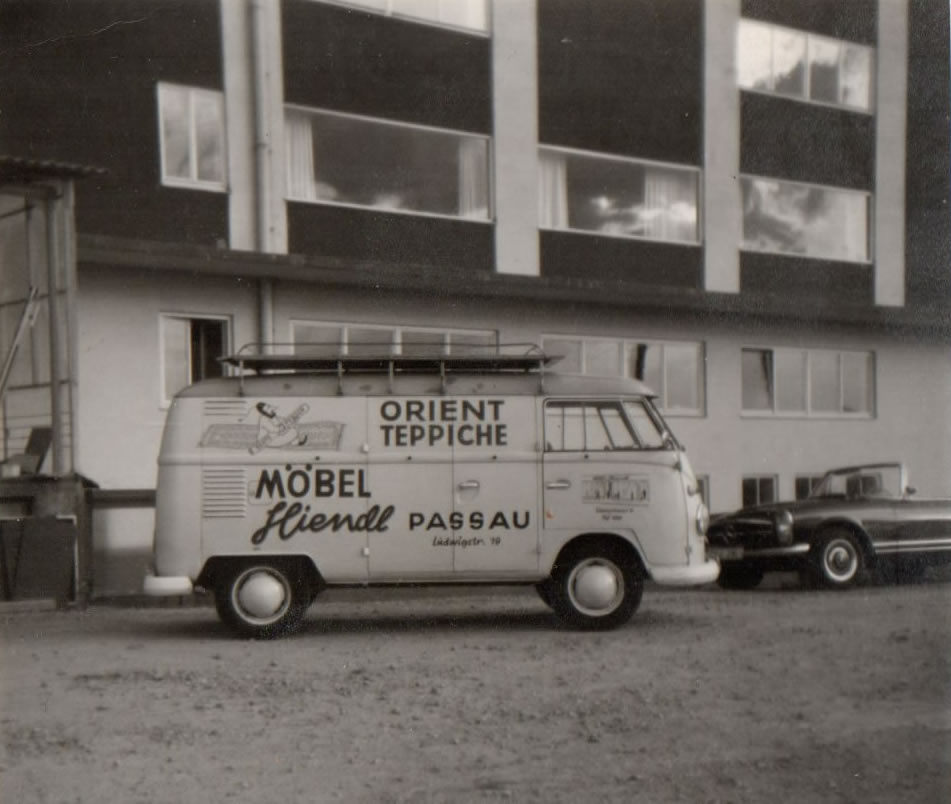 ORIENT
TEPPICHE
MÖBEL
Hiendl PASSAU
Ludwigstr. 19